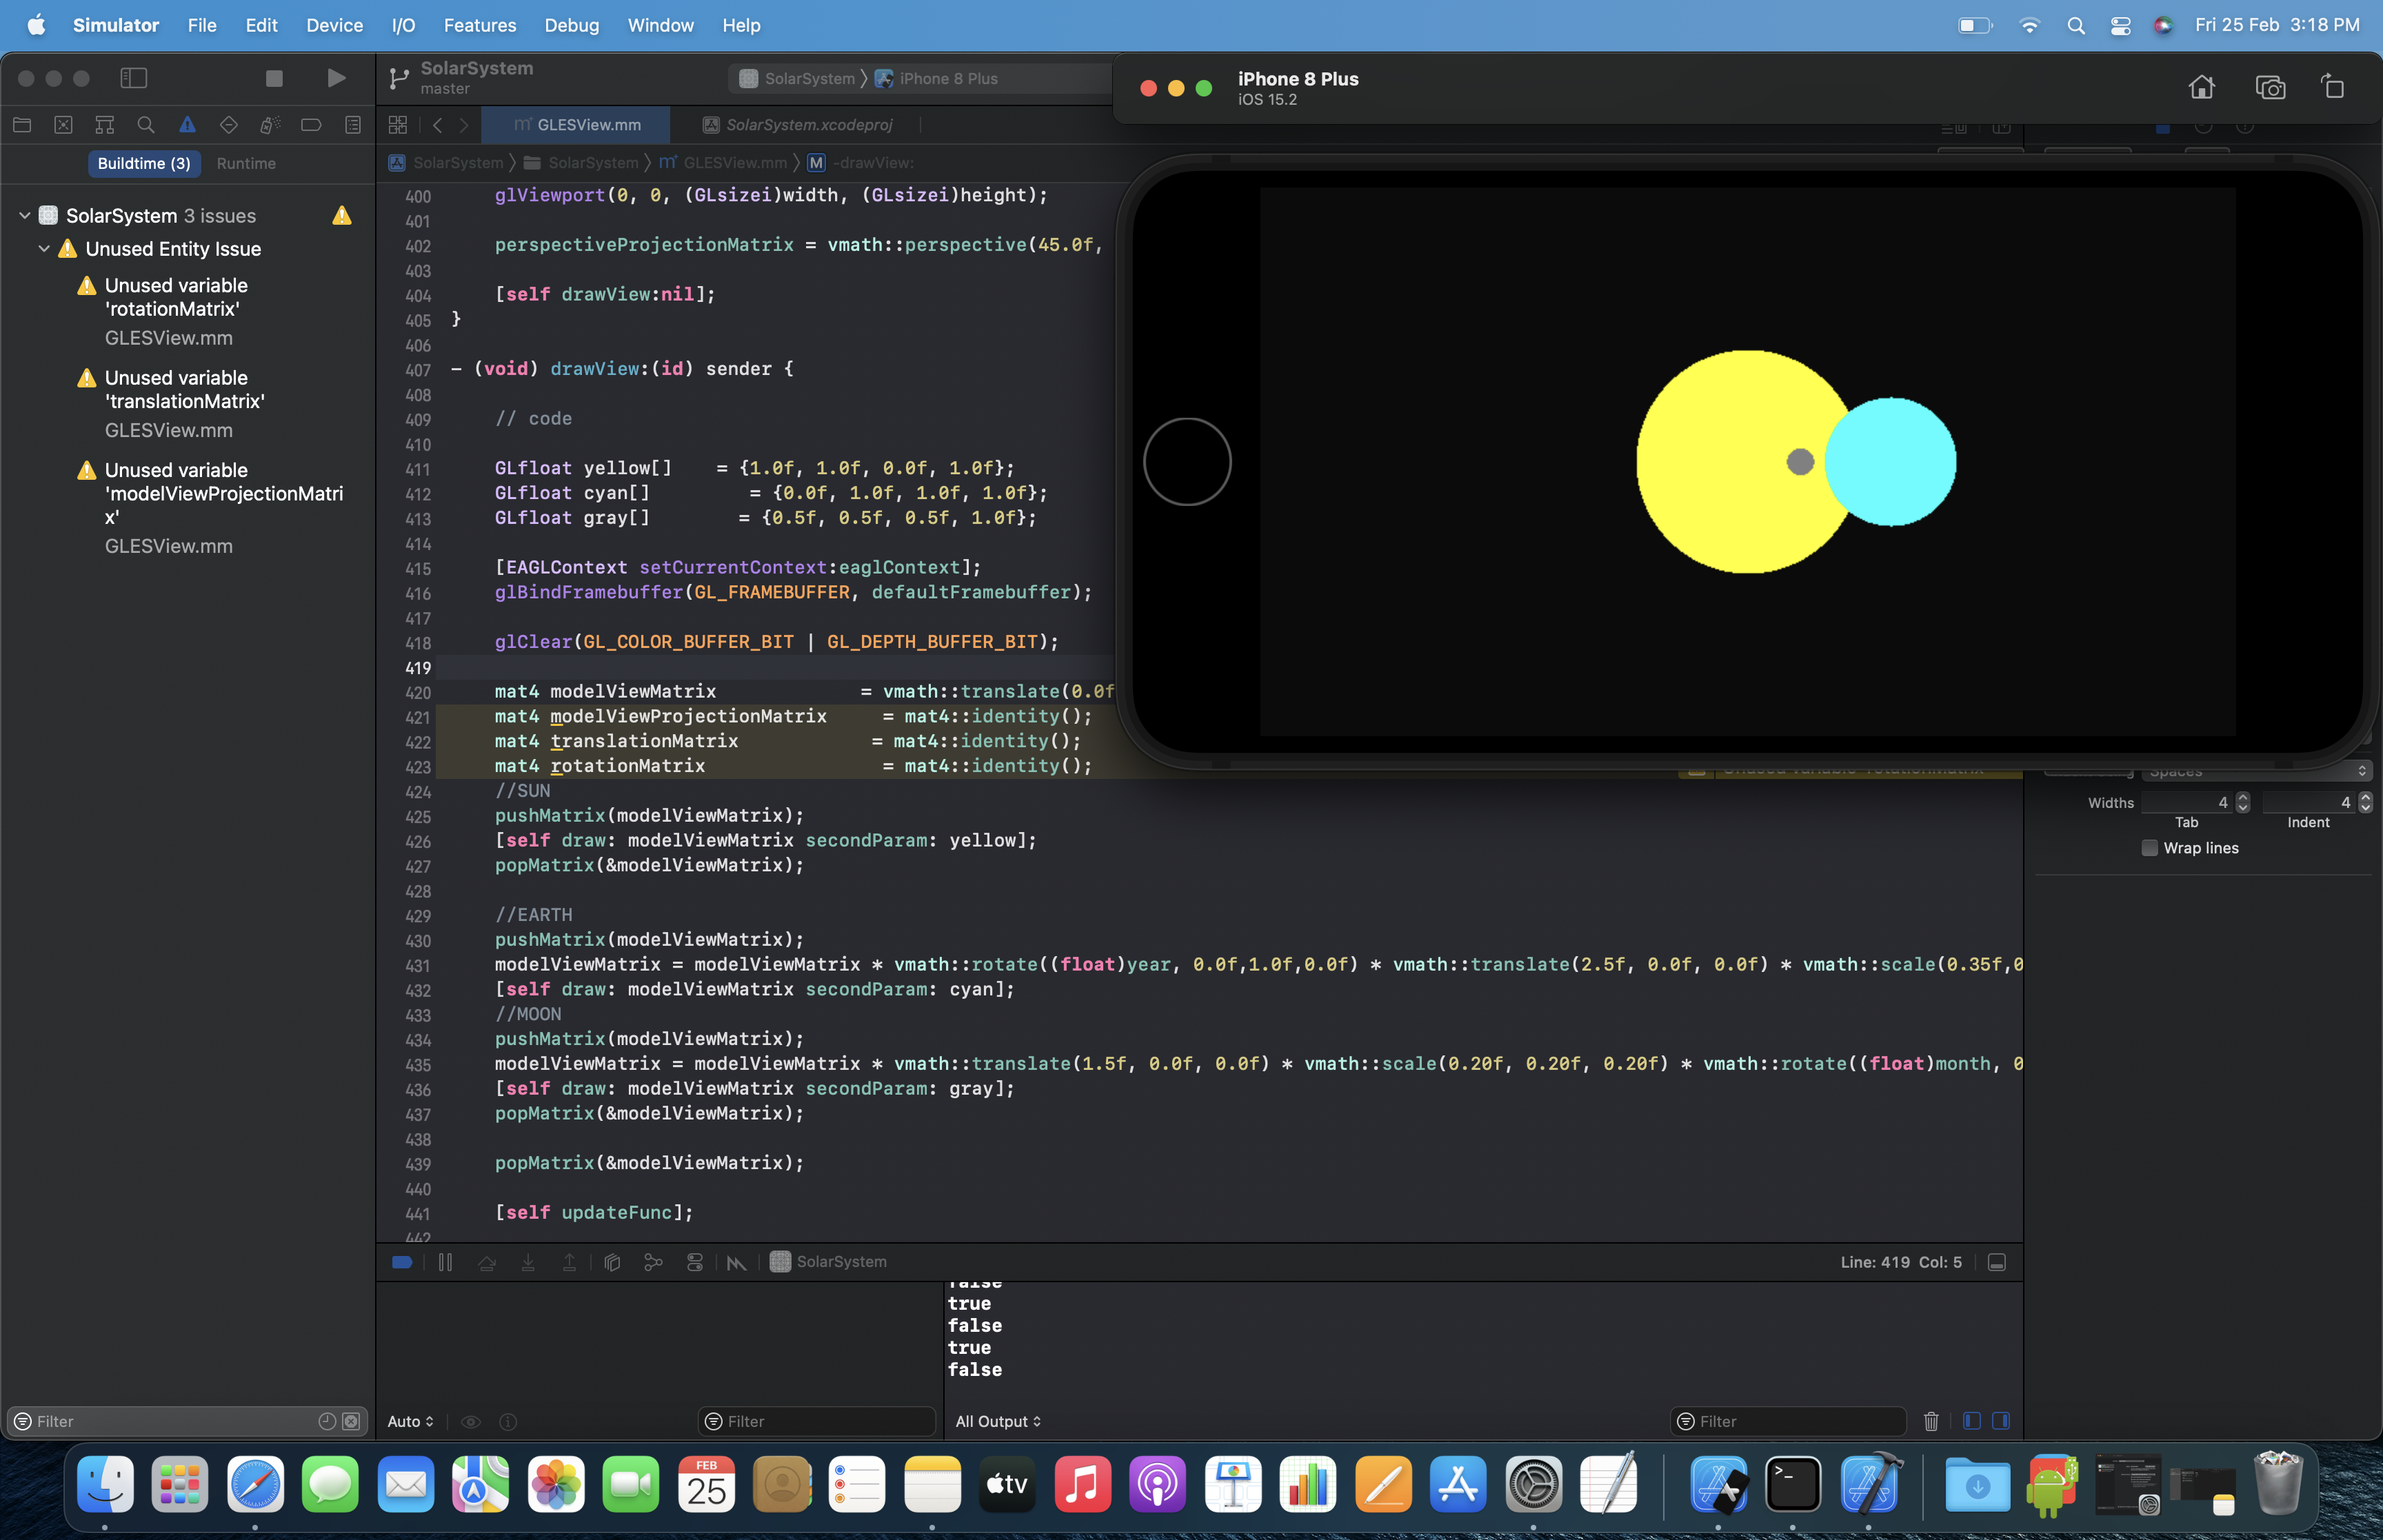 Simulator File Edit Device I/O Features Debug Window Help
Fri 25 Feb 3:18 PM
SolarSystem
master
SolarSystem iPhone 8 Plus
iPhone 8 Plus
iOS 15.2
GLESView.mm
SolarSystem.xcodeproj
Buildtime (3) Runtime
SolarSystem SolarSystem GLESView.mm M -drawView:
SolarSystem 3 issues
Unused Entity Issue
Unused variable
'rotationMatrix'
GLESView.mm
Unused variable
'translationMatrix'
GLESView.mm
Unused variable
'modelViewProjectionMatri
x'
GLESView.mm
400 glViewport(0, 0, (GLsizei)width, (GLsizei)height);
401
402 perspectiveProjectionMatrix = vmath::perspective(45.0f,
403
404 [self drawView:nil];
405 }
406
407 - (void) drawView:(id) sender {
408
409 // code
410
411 GLfloat yellow[] = {1.0f, 1.0f, 0.0f, 1.0f};
412 GLfloat cyan[] = {0.0f, 1.0f, 1.0f, 1.0f};
413 GLfloat gray[] = {0.5f, 0.5f, 0.5f, 1.0f};
414
415 [EAGLContext setCurrentContext:eaglContext];
416 glBindFramebuffer(GL_FRAMEBUFFER, defaultFramebuffer);
417
418 glClear(GL_COLOR_BUFFER_BIT | GL_DEPTH_BUFFER_BIT);
419
420 mat4 modelViewMatrix = vmath::translate(0.0f
421 mat4 modelViewProjectionMatrix = mat4::identity();
422 mat4 translationMatrix = mat4::identity();
423 mat4 rotationMatrix = mat4::identity();
424 //SUN
425 pushMatrix(modelViewMatrix);
426 [self draw: modelViewMatrix secondParam: yellow];
427 popMatrix(&modelViewMatrix);
428
429 //EARTH
430 pushMatrix(modelViewMatrix);
431 modelViewMatrix = modelViewMatrix * vmath::rotate((float)year, 0.0f,1.0f,0.0f) * vmath::translate(2.5f, 0.0f, 0.0f) * vmath::scale(0.35f,0
432 [self draw: modelViewMatrix secondParam: cyan];
433 //MOON
434 pushMatrix(modelViewMatrix);
435 modelViewMatrix = modelViewMatrix * vmath::translate(1.5f, 0.0f, 0.0f) * vmath::scale(0.20f, 0.20f, 0.20f) * vmath::rotate((float)month, 0
436 [self draw: modelViewMatrix secondParam: gray];
437 popMatrix(&modelViewMatrix);
438
439 popMatrix(&modelViewMatrix);
440
441 [self updateFunc];
442
Spaces
Widths 4 4
Tab Indent
Wrap lines
SolarSystem
Line: 419 Col: 5
false
true
false
true
false
Filter
Auto
Filter
All Output
Filter
FEB
25
tv